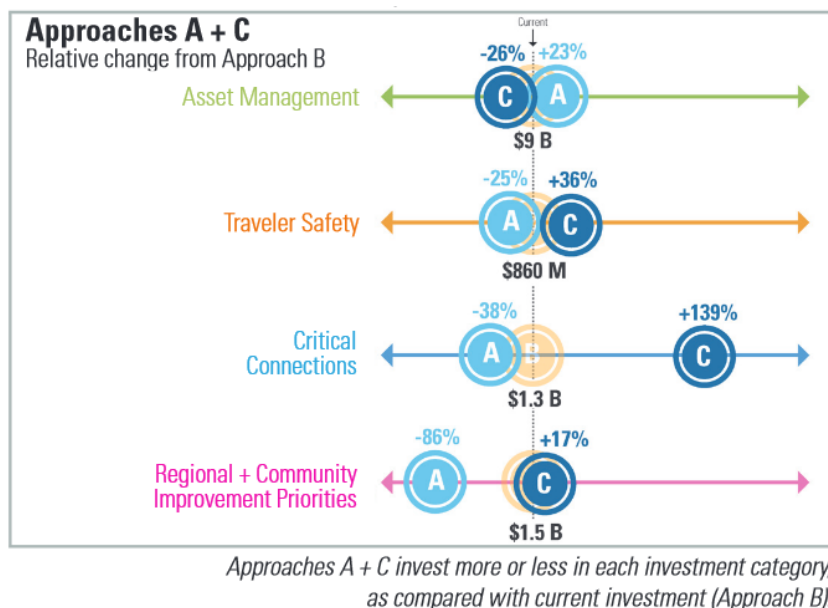 Approaches A + C
Relative change from Approach B
Current
-26%
+23%
Asset Management
C
A
$9 B
-25%
+36%
Traveler Safety
A
C
$860 M
-38%
+139%
Critical
Connections
A
B
C
$1.3 B
-86%
+17%
Regional + Community
Improvement Priorities
A
C
$1.5 B
Approaches A + C invest more or less in each investment category,
as compared with current investment (Approach B)